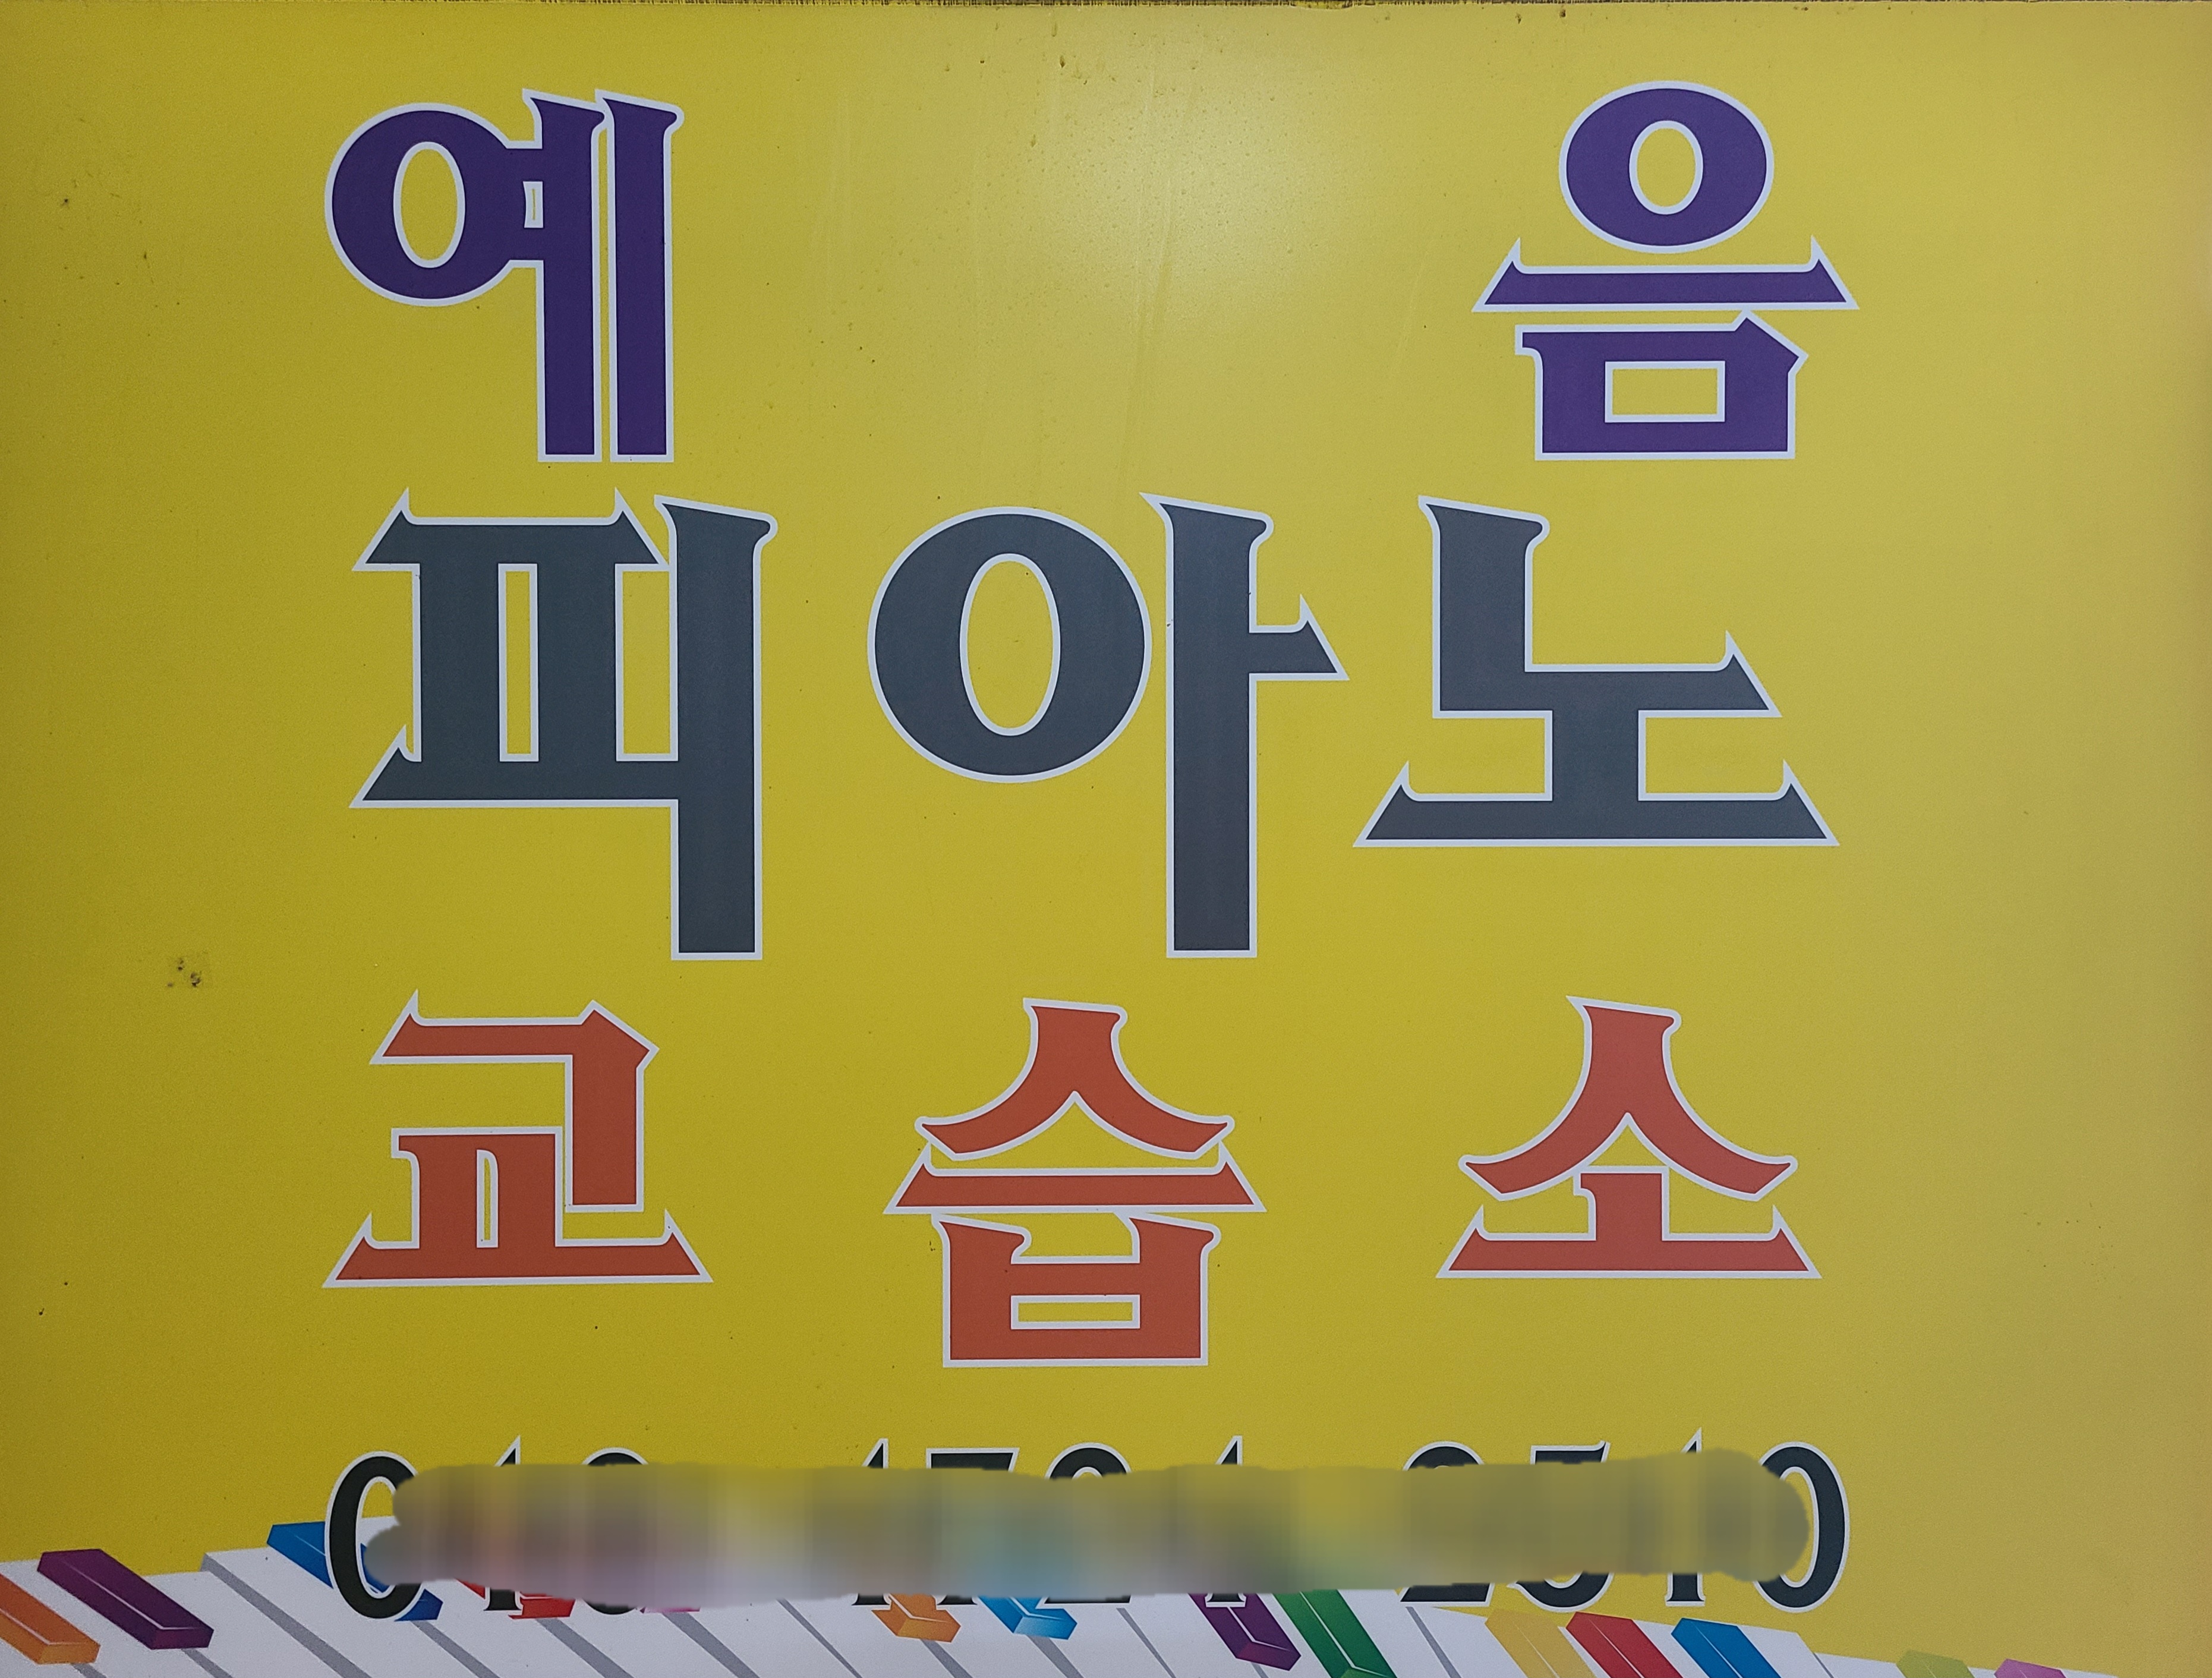 예 음
피아노
교습소